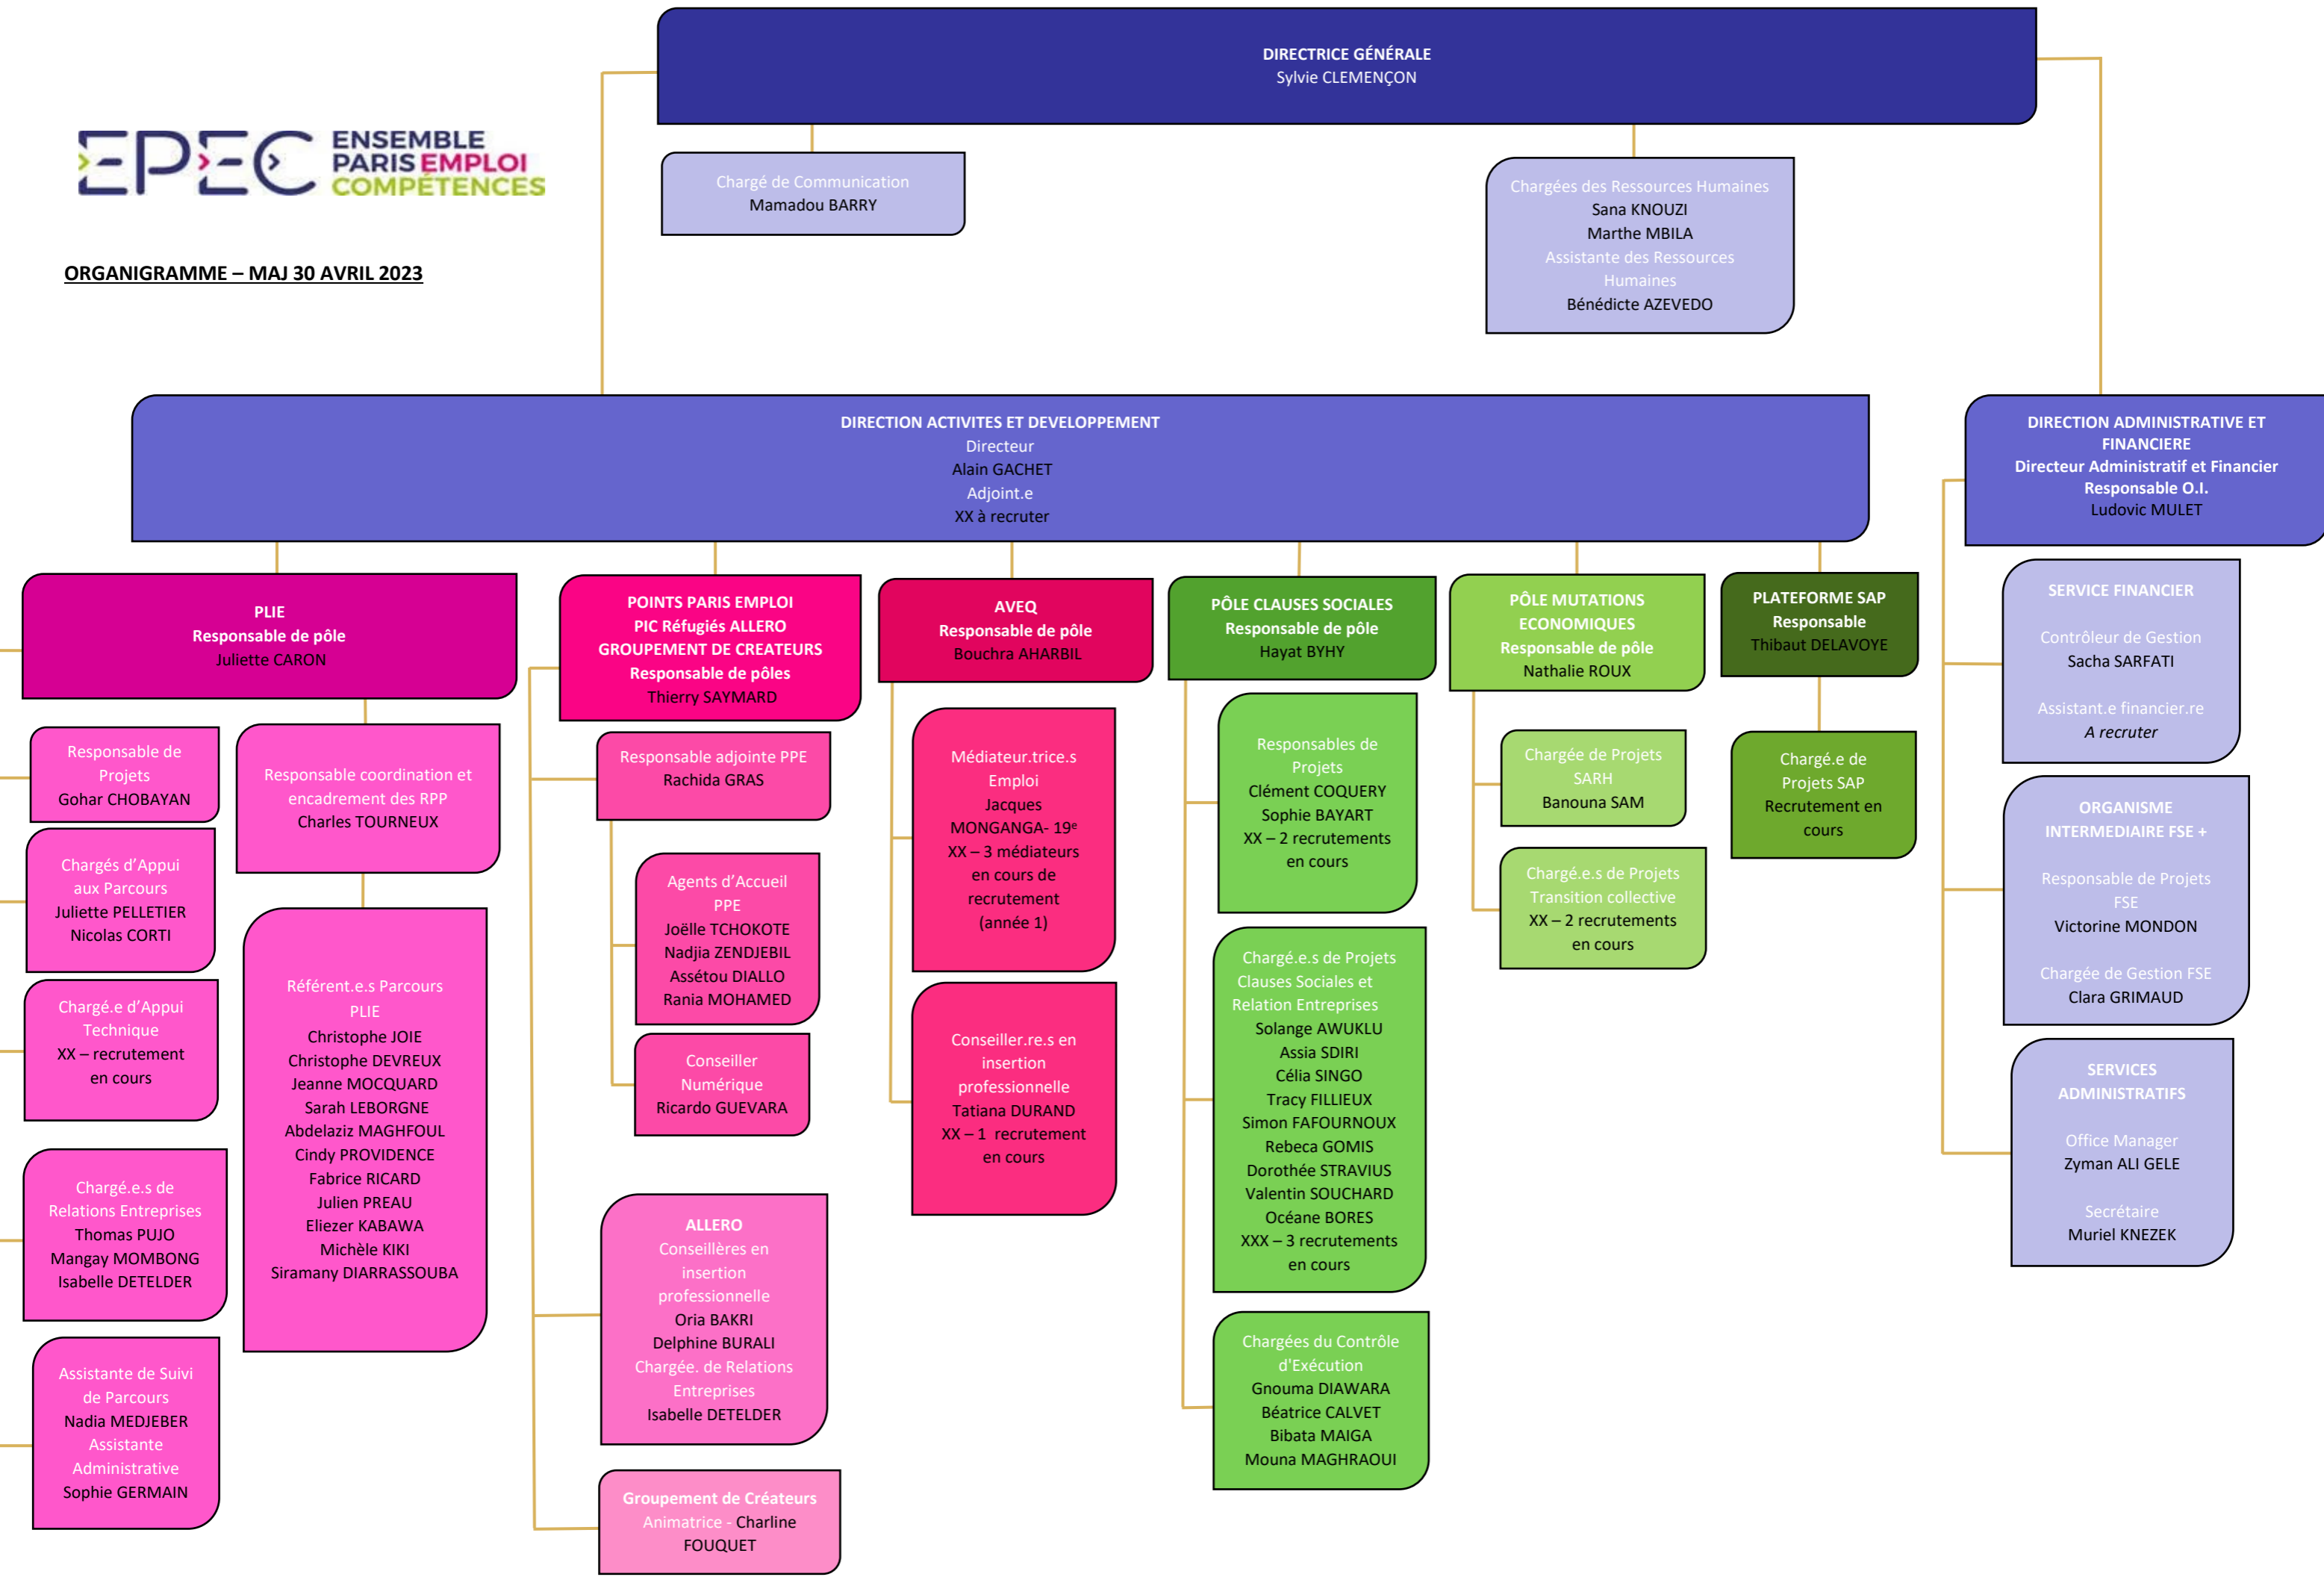 DIRECTRICE GÉNÉRALE
Sylvie CLEMENÇON
EPEC
ENSEMBLE
PARIS EMPLOI
COMPÉTENCES
ORGANIGRAMME – MAJ 30 AVRIL 2023
Chargé de Communication
Mamadou BARRY
Chargées des Ressources Humaines
Sana KNOUZI
Marthe MBILA
Assistante des Ressources
Humaines
Bénédicte AZEVEDO
DIRECTION ACTIVITES ET DEVELOPPEMENT
Directeur
Alain GACHET
Adjoint.e
XX à recruter
DIRECTION ADMINISTRATIVE ET
FINANCIERE
Directeur Administratif et Financier
Responsable O.I.
Ludovic MULET
PLIE
Responsable de pôle
Juliette CARON
Responsable de
Projets
Gohar CHOBAYAN
Chargés d'Appui
aux Parcours
Juliette PELLETIER
Nicolas CORTI
Chargé.e d'Appui
Technique
XX – recrutement
en cours
Chargé.e.s de
Relations Entreprises
Thomas PUJO
Mangay MOMBONG
Isabelle DETELDER
Assistante de Suivi
de Parcours
Nadia MEDJEBER
Assistante
Administrative
Sophie GERMAIN
Responsable coordination et
encadrement des RPP
Charles TOURNEUX
Référent.e.s Parcours
PLIE
Christophe JOIE
Christophe DEVREUX
Jeanne MOCQUARD
Sarah LEBORGNE
Abdelaziz MAGHFOUL
Cindy PROVIDENCE
Fabrice RICARD
Julien PREAU
Eliezer KABAWA
Michèle KIKI
Siramany DIARRASSOUBA
POINTS PARIS EMPLOI
PIC Réfugiés ALLERO
GROUPEMENT DE CREATEURS
Responsable de pôles
Thierry SAYMARD
Responsable adjointe PPE
Rachida GRAS
Agents d'Accueil
PPE
Joëlle TCHOKOTE
Nadjia ZENDJEBIL
Assétou DIALLO
Rania MOHAMED
Conseiller
Numérique
Ricardo GUEVARA
ALLERO
Conseillères en
insertion
professionnelle
Oria BAKRI
Delphine BURALI
Chargée. de Relations
Entreprises
Isabelle DETELDER
Groupement de Créateurs
Animatrice - Charline
FOUQUET
AVEQ
Responsable de pôle
Bouchra AHARBIL
Médiateur.trice.s
Emploi
Jacques
MONGANGA- 19e
XX – 3 médiateurs
en cours de
recrutement
(année 1)
Conseiller.re.s en
insertion
professionnelle
Tatiana DURAND
XX – 1 recrutement
en cours
PÔLE CLAUSES SOCIALES
Responsable de pôle
Hayat BYHY
Responsables de
Projets
Clément COQUERY
Sophie BAYART
XX – 2 recrutements
en cours
Chargé.e.s de Projets
Clauses Sociales et
Relation Entreprises
Solange AWUKLU
Assia SDIRI
Célia SINGO
Tracy FILLIEUX
Simon FAFOURNOUX
Rebeca GOMIS
Dorothée STRAVIUS
Valentin SOUCHARD
Océane BORES
XXX – 3 recrutements
en cours
Chargées du Contrôle
d'Exécution
Gnouma DIAWARA
Béatrice CALVET
Bibata MAIGA
Mouna MAGHRAOUI
PÔLE MUTATIONS
ECONOMIQUES
Responsable de pôle
Nathalie ROUX
Chargée de Projets
SARH
Banouna SAM
Chargé.e.s de Projets
Transition collective
XX – 2 recrutements
en cours
PLATEFORME SAP
Responsable
Thibaut DELAVOYE
Chargé.e de
Projets SAP
Recrutement en
cours
SERVICE FINANCIER
Contrôleur de Gestion
Sacha SARFATI
Assistant.e financier.re
A recruter
ORGANISME
INTERMEDIAIRE FSE +
Responsable de Projets
FSE
Victorine MONDON
Chargée de Gestion FSE
Clara GRIMAUD
SERVICES
ADMINISTRATIFS
Office Manager
Zyman ALI GELE
Secrétaire
Muriel KNEZEK